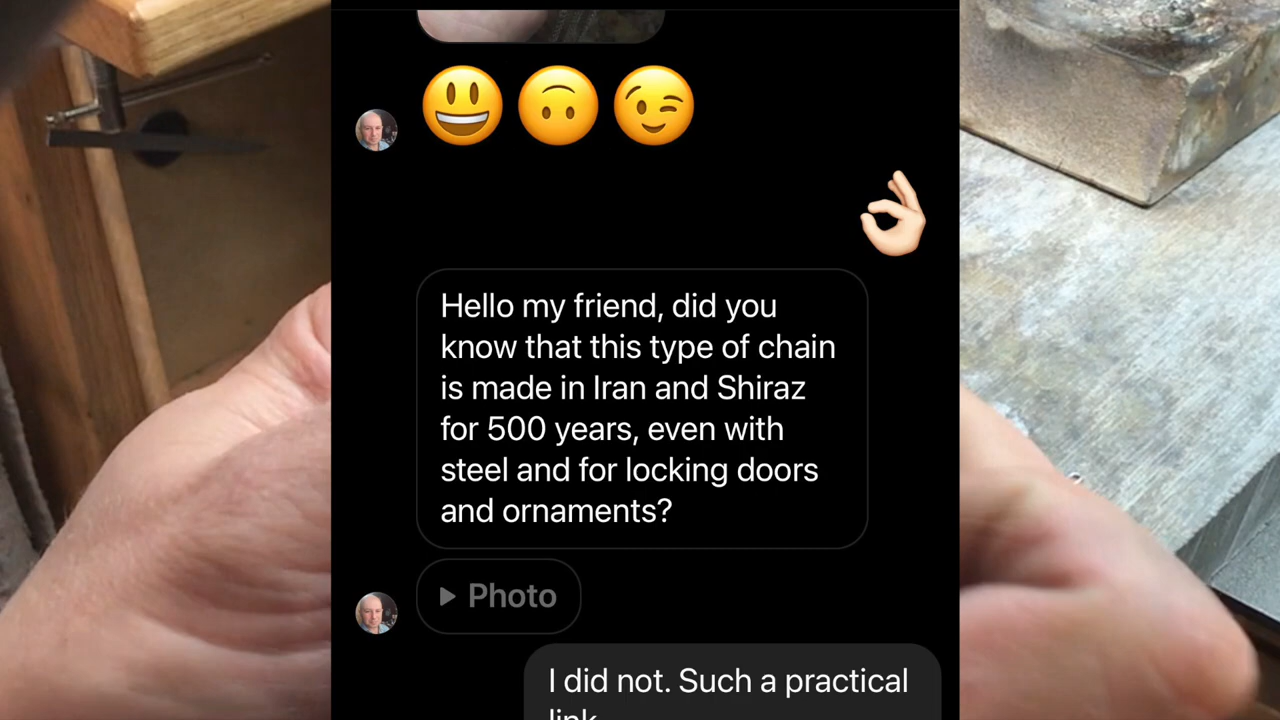 Hello my friend, did you
know that this type of chain
is made in Iran and Shiraz
for 500 years, even with
steel and for locking doors
and ornaments?
Photo
I did not. Such a practical
link